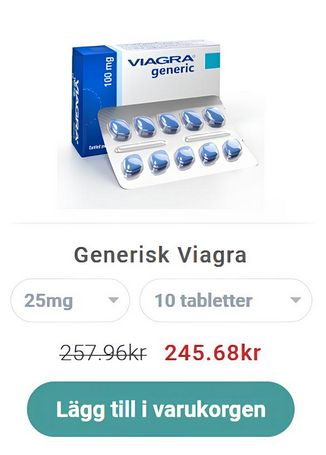 100 mg
VIAGRA®
generic
VIAGRA®
Generisk Viagra
25mg
10 tabletter
257.96kr 245.68kr
Lägg till i varukorgen